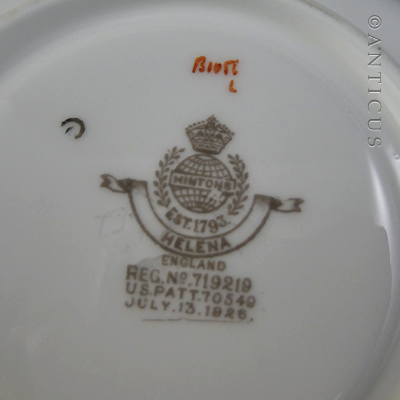 B1051
L
MINTONS
EST. 1793.
HELENA
ENGLAND
REG. No. 719219
U.S. PATT. 70549
JULY. 13. 1926.
©ANTICUS